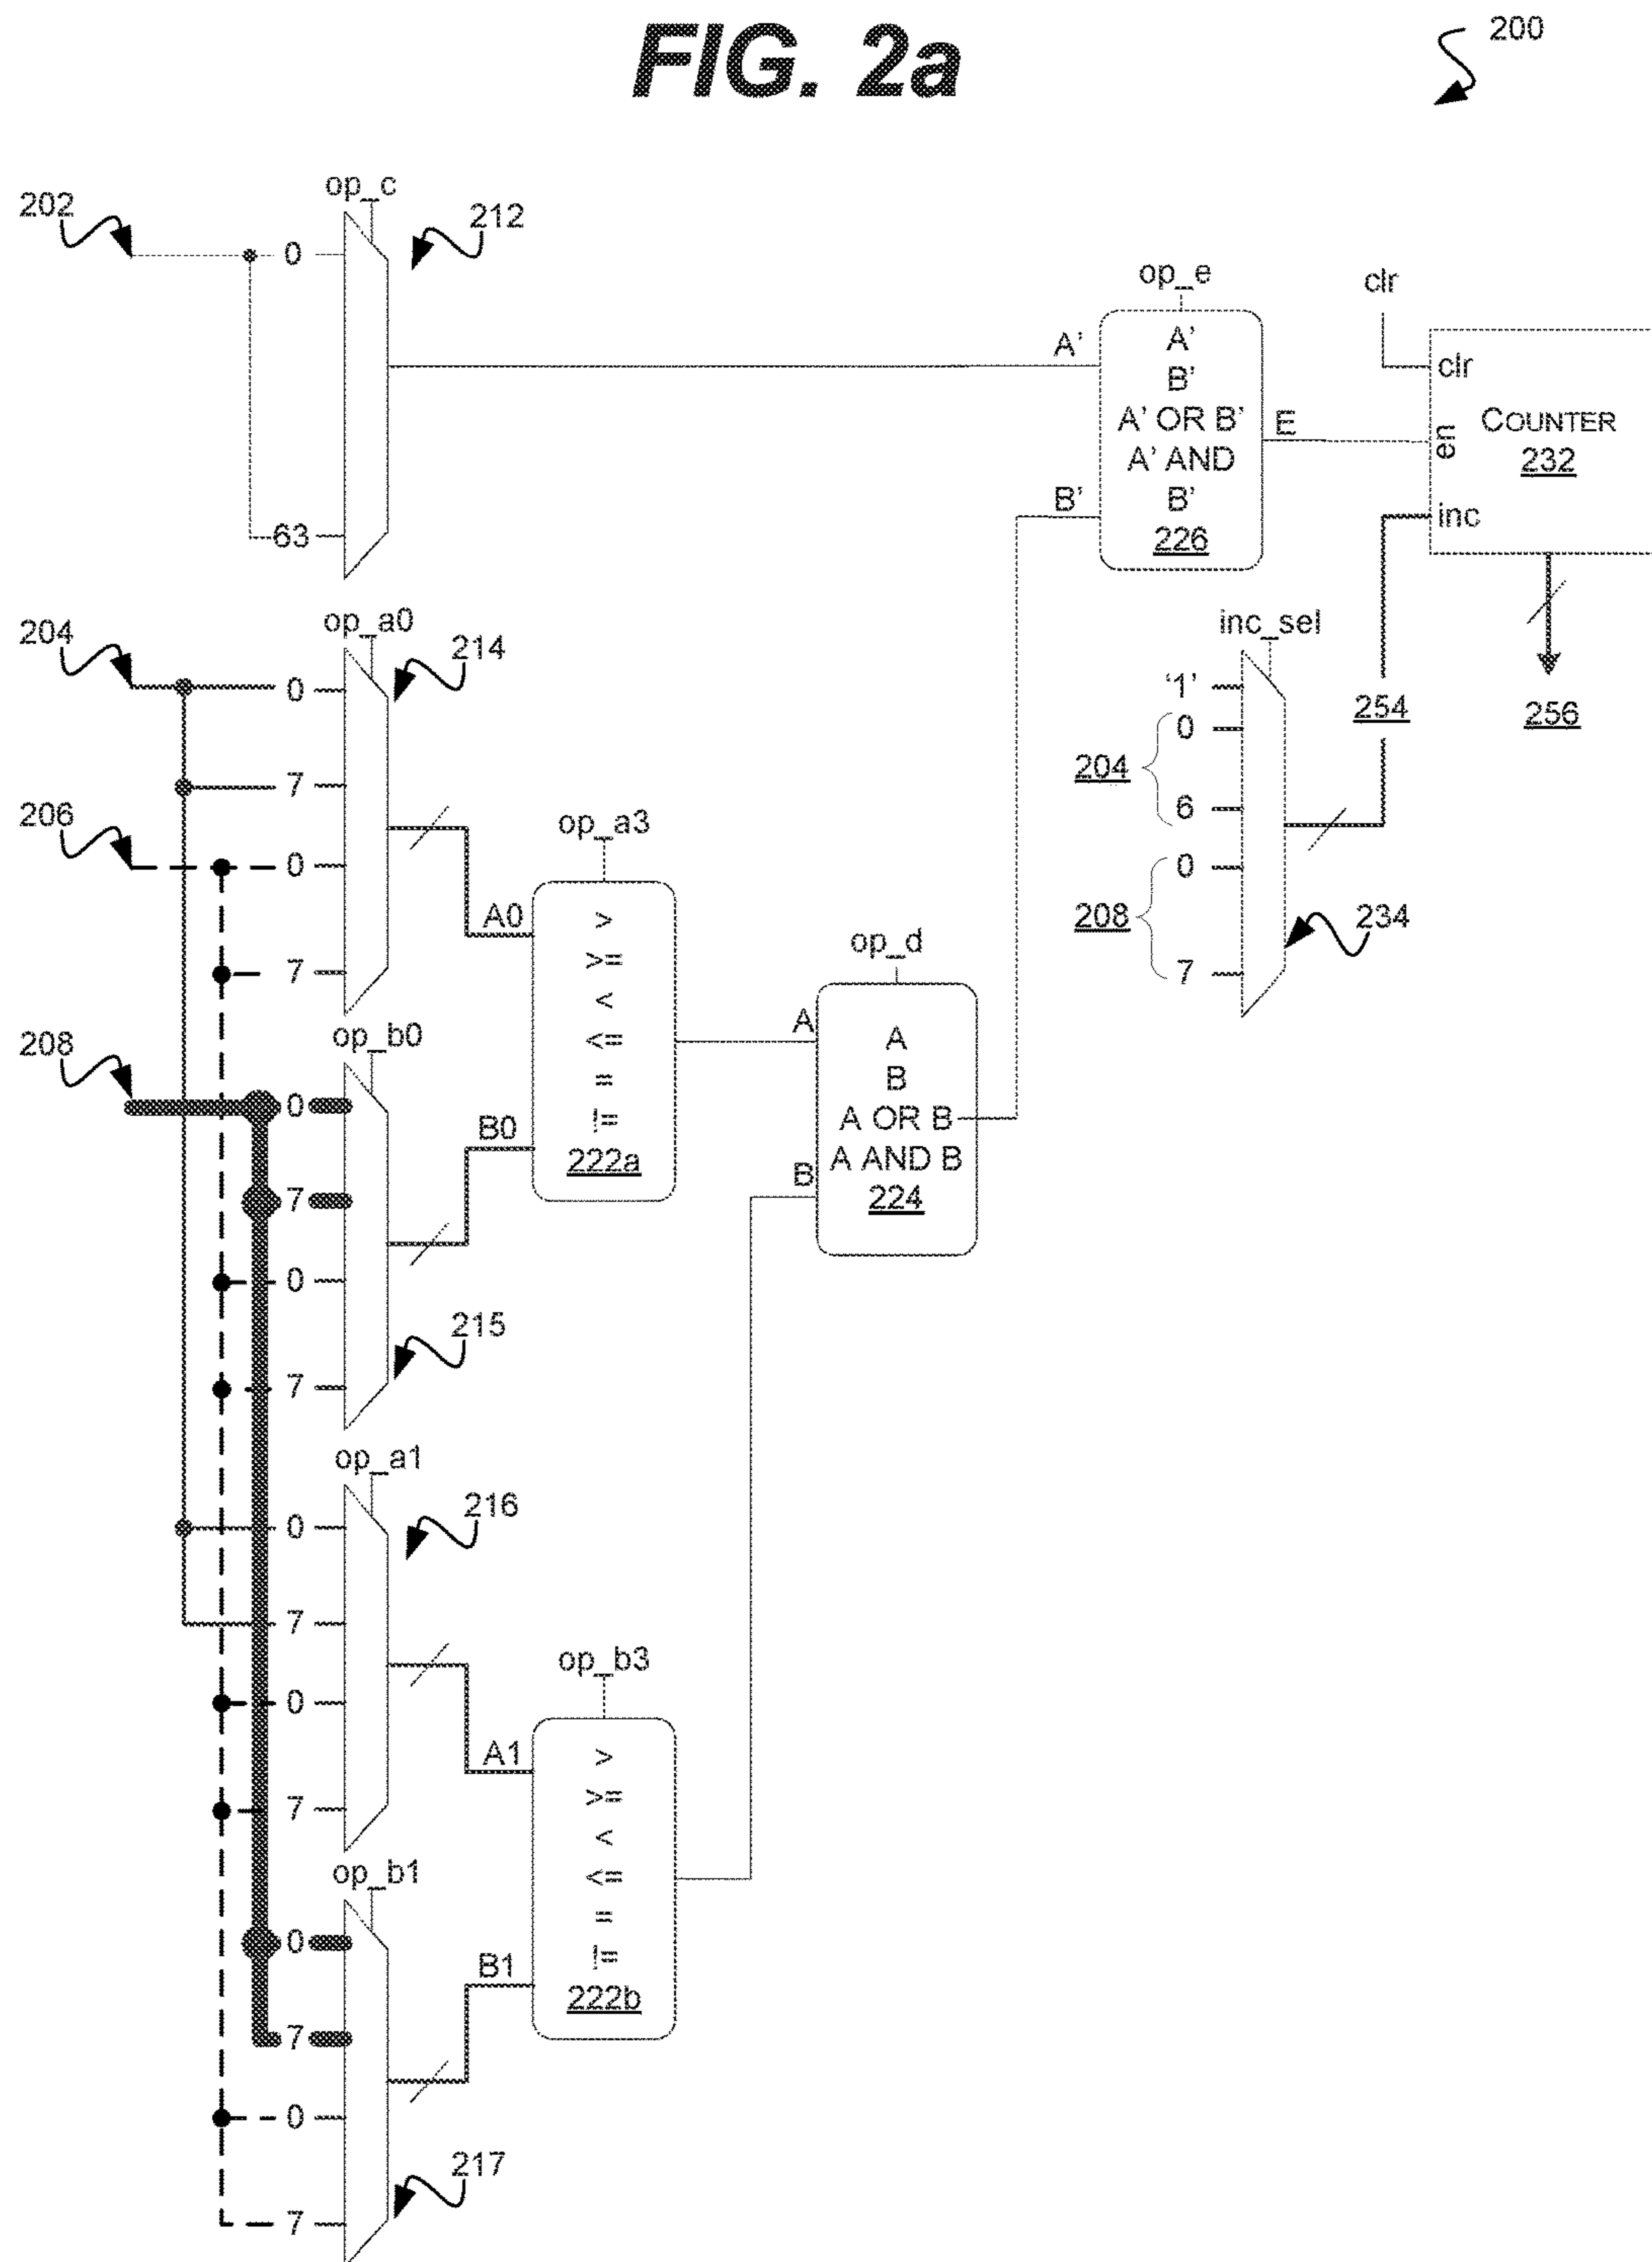 FIG. 2a
200
op_c
202
212
0
63
op_e
A'
B'
A'
B'
A' OR B'
A' AND
B'
226
E
clr
clr
en
inc
COUNTER
232
256
254
inc_sel
'1'
0
204
6
0
208
7
234
op_a0
204
214
0
7
206
0
7
op_a3
A0
B0
>
>=
<
<=
=
!=
222a
op_b0
208
0
7
0
215
7
op_d
A
B
A
B
A OR B
A AND B
224
op_a1
216
0
7
0
7
op_b3
A1
B1
>
>=
<
<=
=
!=
222b
op_b1
0
7
0
217
7